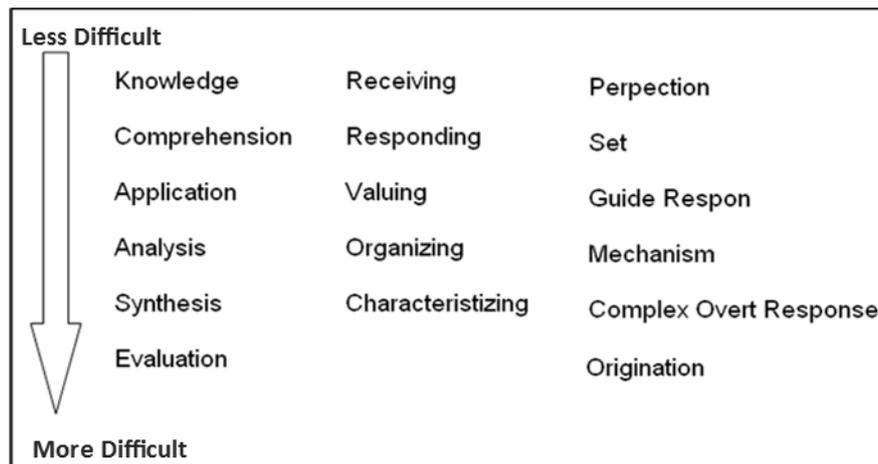 Less Difficult
Knowledge
Comprehension
Application
Analysis
Synthesis
Evaluation
Receiving
Responding
Valuing
Organizing
Characteristizing
Perpection
Set
Guide Respon
Mechanism
Complex Overt Response
Origination
More Difficult